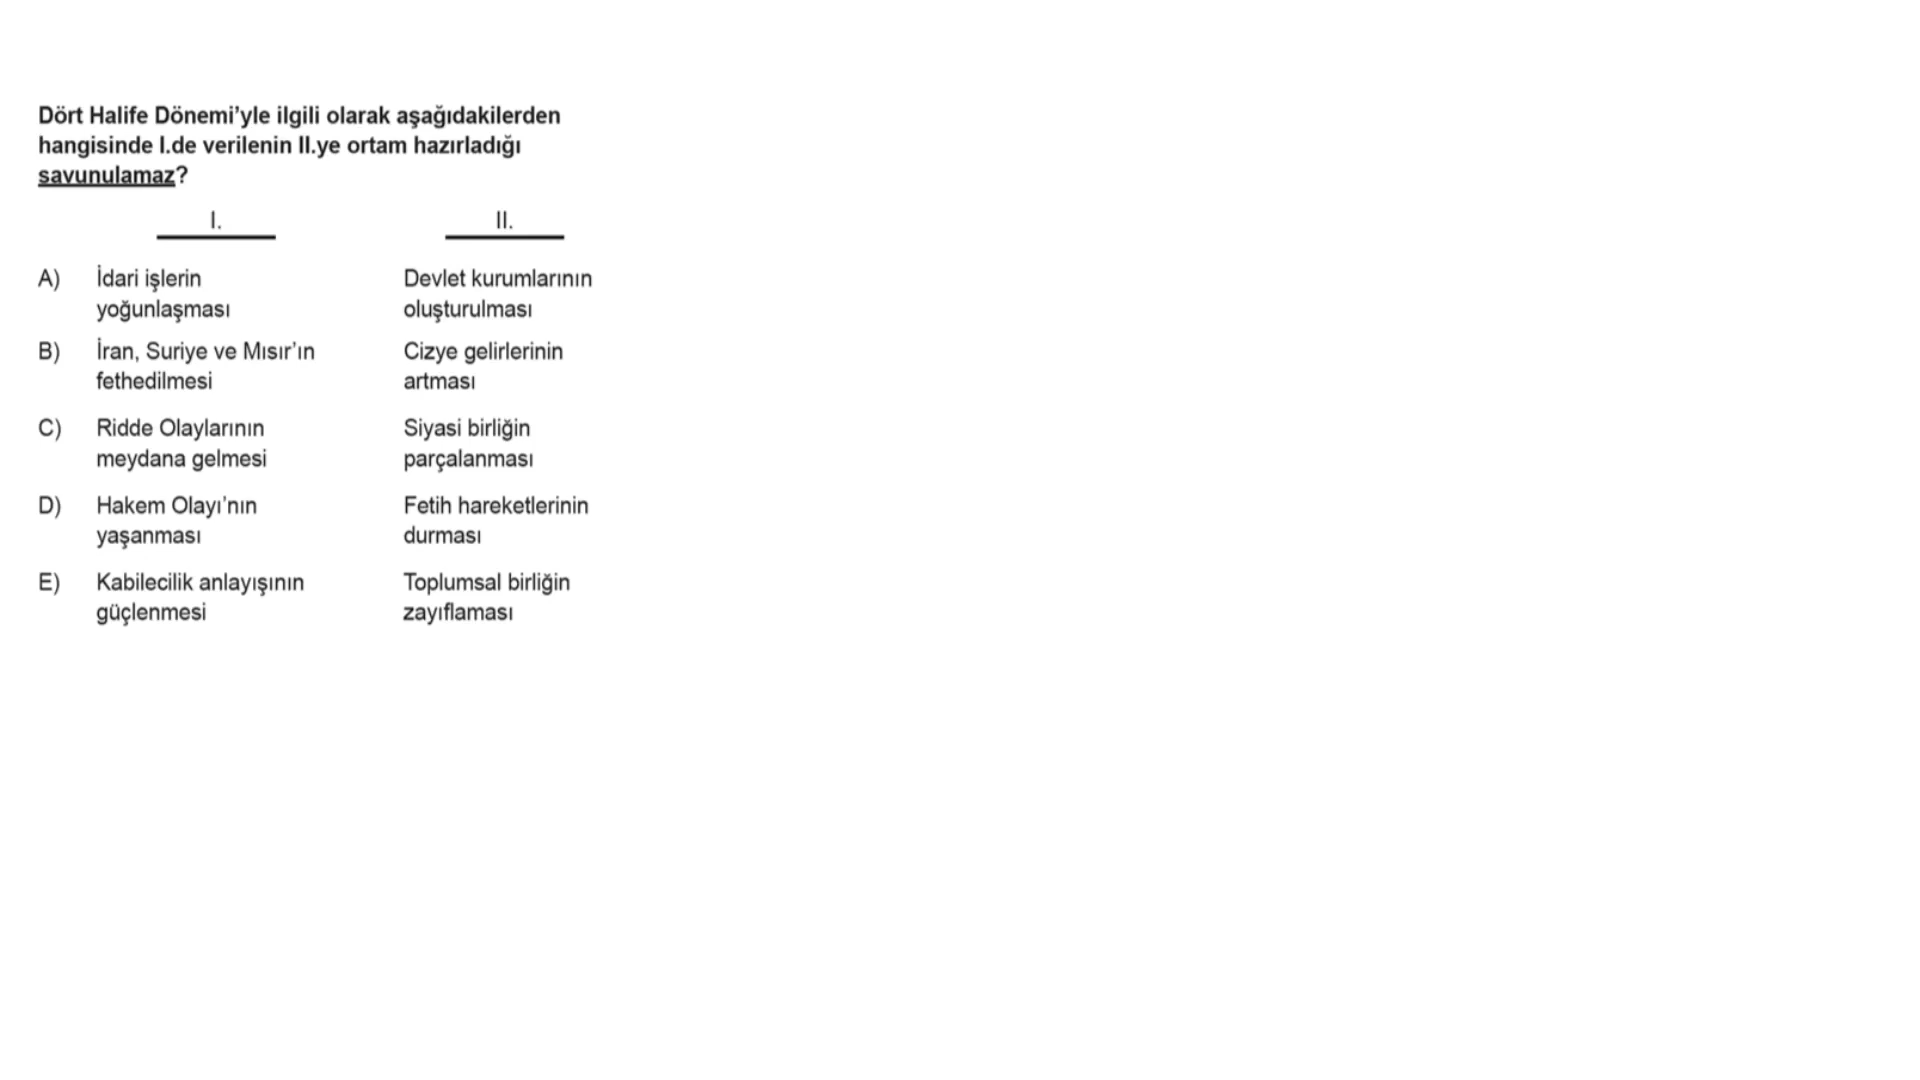 Dört Halife Dönemi’yle ilgili olarak aşağıdakilerden
hangisinde I.de verilenin II.ye ortam hazırladığı
savunulamaz?
I. II.
A) İdari işlerin Devlet kurumlarının
yoğunlaşması oluşturulması
B) İran, Suriye ve Mısır’ın Cizye gelirlerinin
fethedilmesi artması
C) Ridde Olaylarının Siyasi birliğin
meydana gelmesi parçalanması
D) Hakem Olayı’nın Fetih hareketlerinin
yaşanması durması
E) Kabilecilik anlayışının Toplumsal birliğin
güçlenmesi zayıflaması